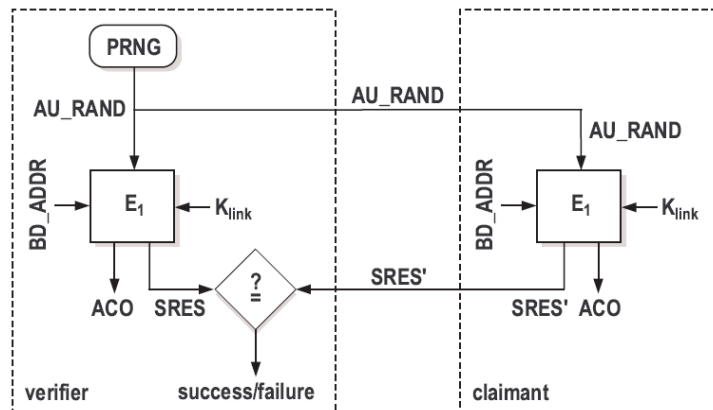 PRNG
AU_RAND
AU_RAND
AU_RAND
BD_ADDR
E1
Klink
BD_ADDR
E1
Klink
ACO
SRES
?
=
SRES'
SRES'
ACO
verifier
success/failure
claimant